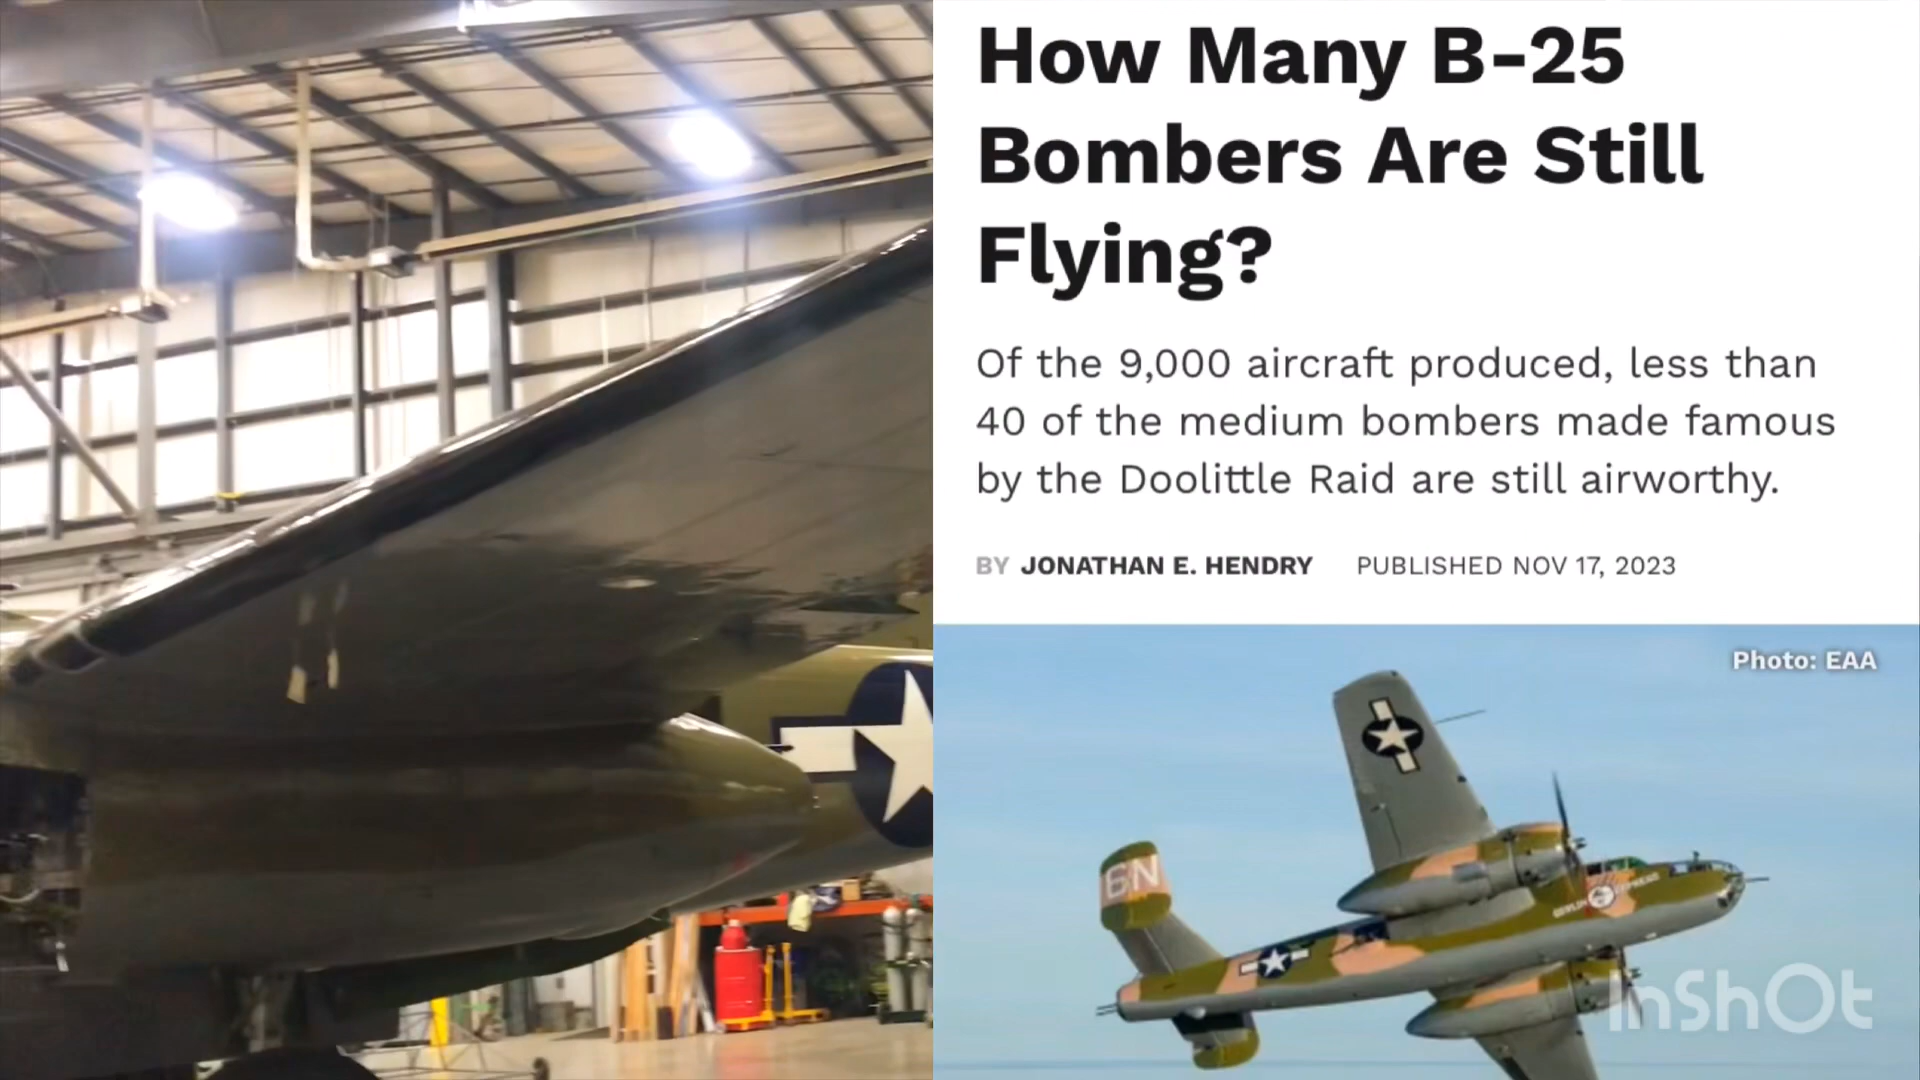 How Many B-25
Bombers Are Still
Flying?
Of the 9,000 aircraft produced, less than
40 of the medium bombers made famous
by the Doolittle Raid are still airworthy.
BY JONATHAN E. HENDRY PUBLISHED NOV 17, 2023
Photo: EAA
6N
InShOt